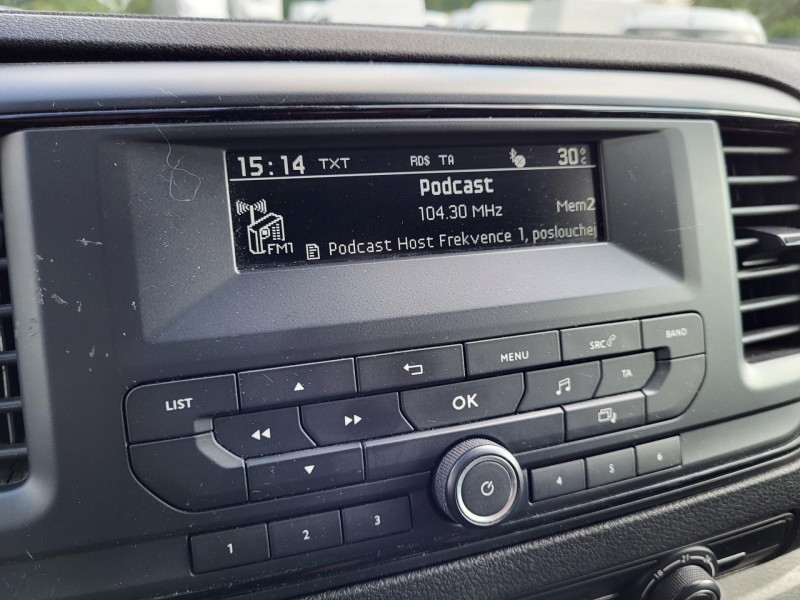 15:14 TXT RDS TA 30°C
Podcast
104.30 MHz Mem2
FM1 Podcast Host Frekvence 1, poslouchej
LIST MENU SRC BAND
OK TA
1 2 3 4 5 6